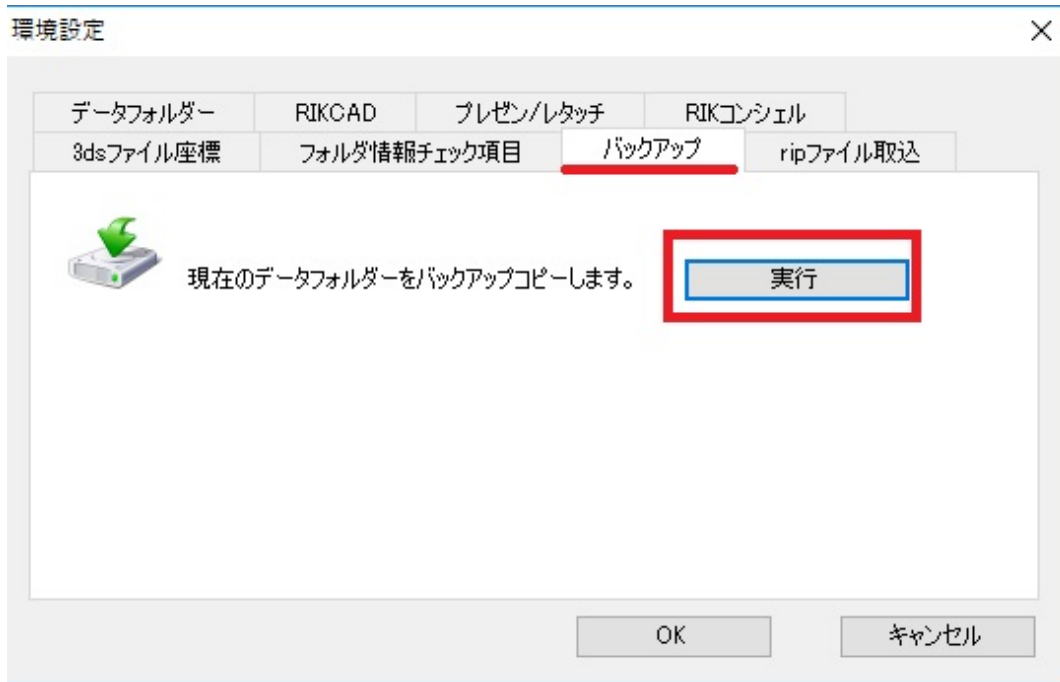 環境設定
データフォルダー RIKCAD プレゼン/レタッチ RIKコンシェル
3dsファイル座標 フォルダ情報チェック項目 バックアップ ripファイル取込
現在のデータフォルダーをバックアップコピーします。 実行
OK キャンセル